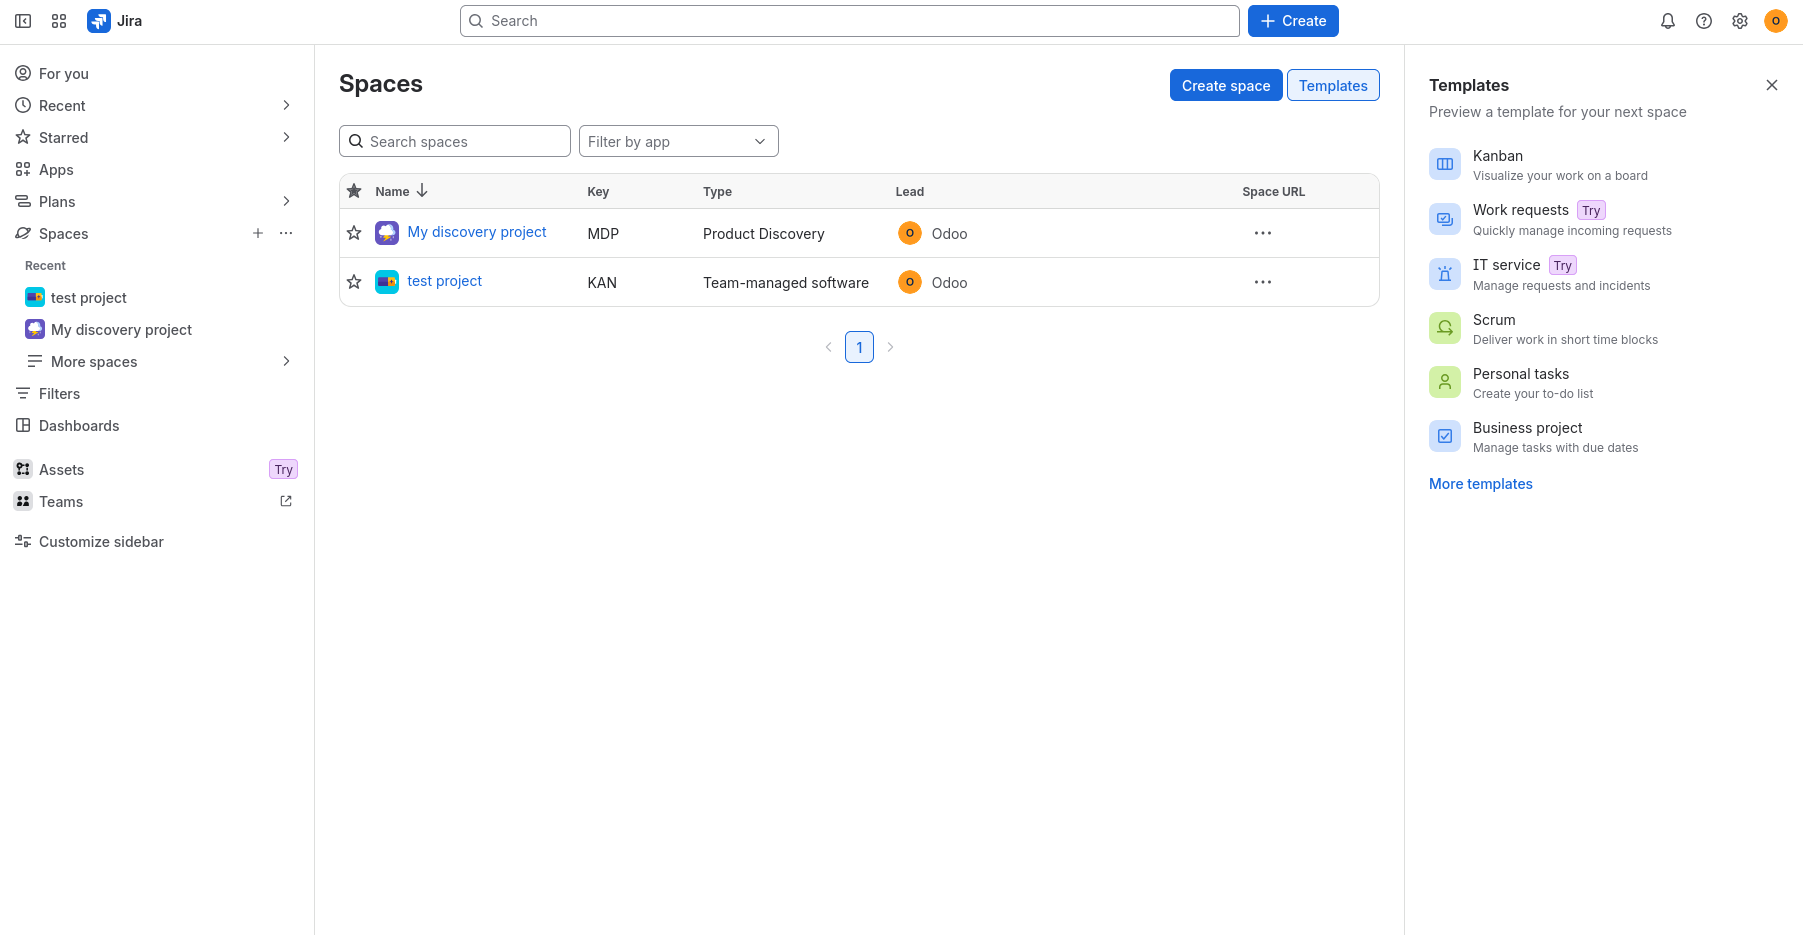 Jira
Search
Create
O
For you
Recent
Starred
Apps
Plans
Spaces
Recent
test project
My discovery project
More spaces
Filters
Dashboards
Assets Try
Teams
Customize sidebar
Spaces
Create space
Templates
Search spaces
Filter by app
Name Key Type Lead Space URL
My discovery project MDP Product Discovery O Odoo
test project KAN Team-managed software O Odoo
1
Templates
Preview a template for your next space
Kanban
Visualize your work on a board
Work requests Try
Quickly manage incoming requests
IT service Try
Manage requests and incidents
Scrum
Deliver work in short time blocks
Personal tasks
Create your to-do list
Business project
Manage tasks with due dates
More templates